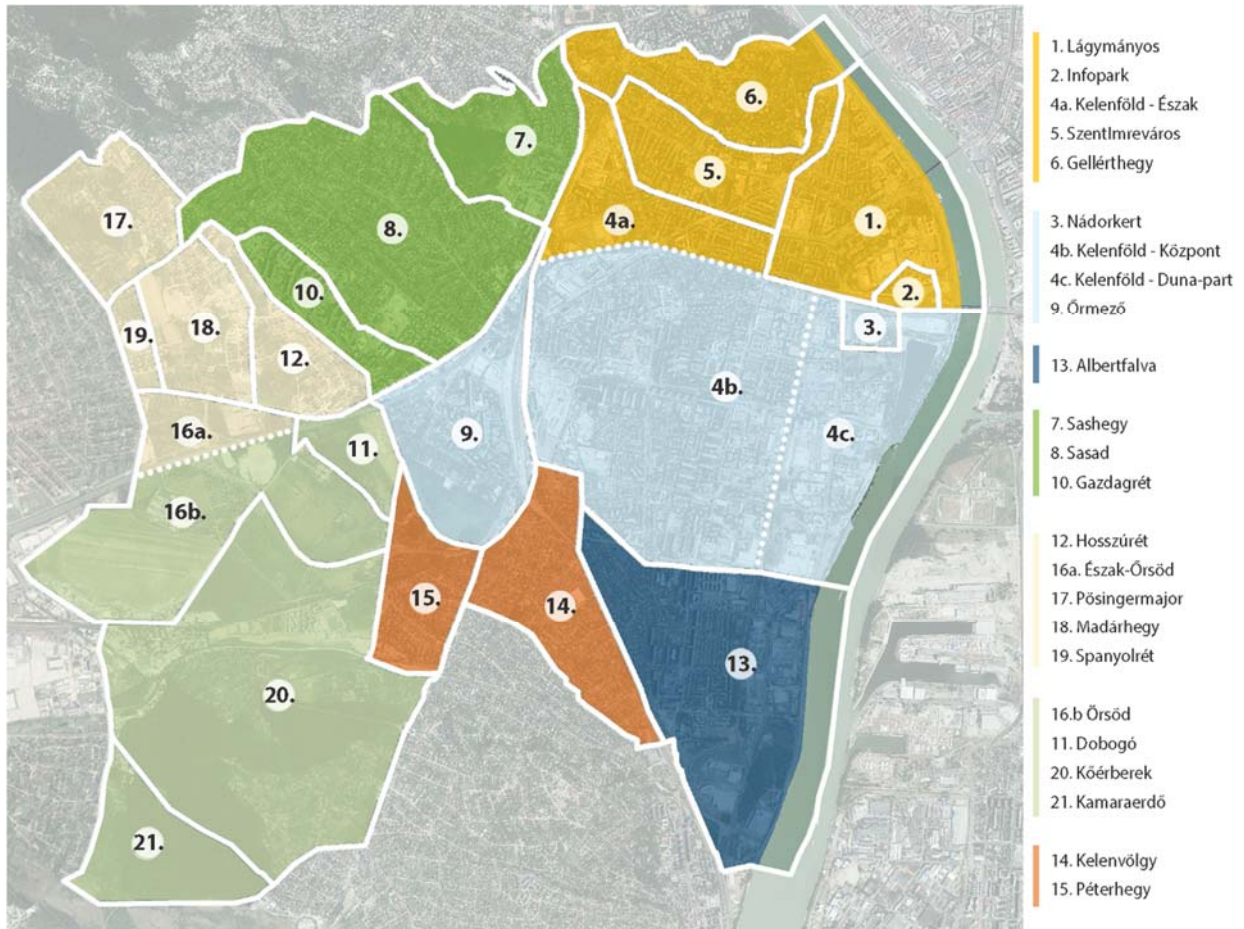 6.
7.
5.
17.
8.
4a.
1.
10.
2.
3.
19.
18.
12.
4b.
16a.
11.
9.
4c.
16b.
15.
14.
13.
20.
21.
1. Lágymányos
2. Infopark
4a. Kelenföld - Észak
5. SzentImreváros
6. Gellérthegy
3. Nádorkert
4b. Kelenföld - Központ
4c. Kelenföld - Duna-part
9. Őrmező
13. Albertfalva
7. Sashegy
8. Sasad
10. Gazdagrét
12. Hosszúrét
16a. Észak-Őrsöd
17. Pösingermajor
18. Madárhegy
19. Spanyolrét
16.b Őrsöd
11. Dobogó
20. Kőérberek
21. Kamaraerdő
14. Kelenvölgy
15. Péterhegy